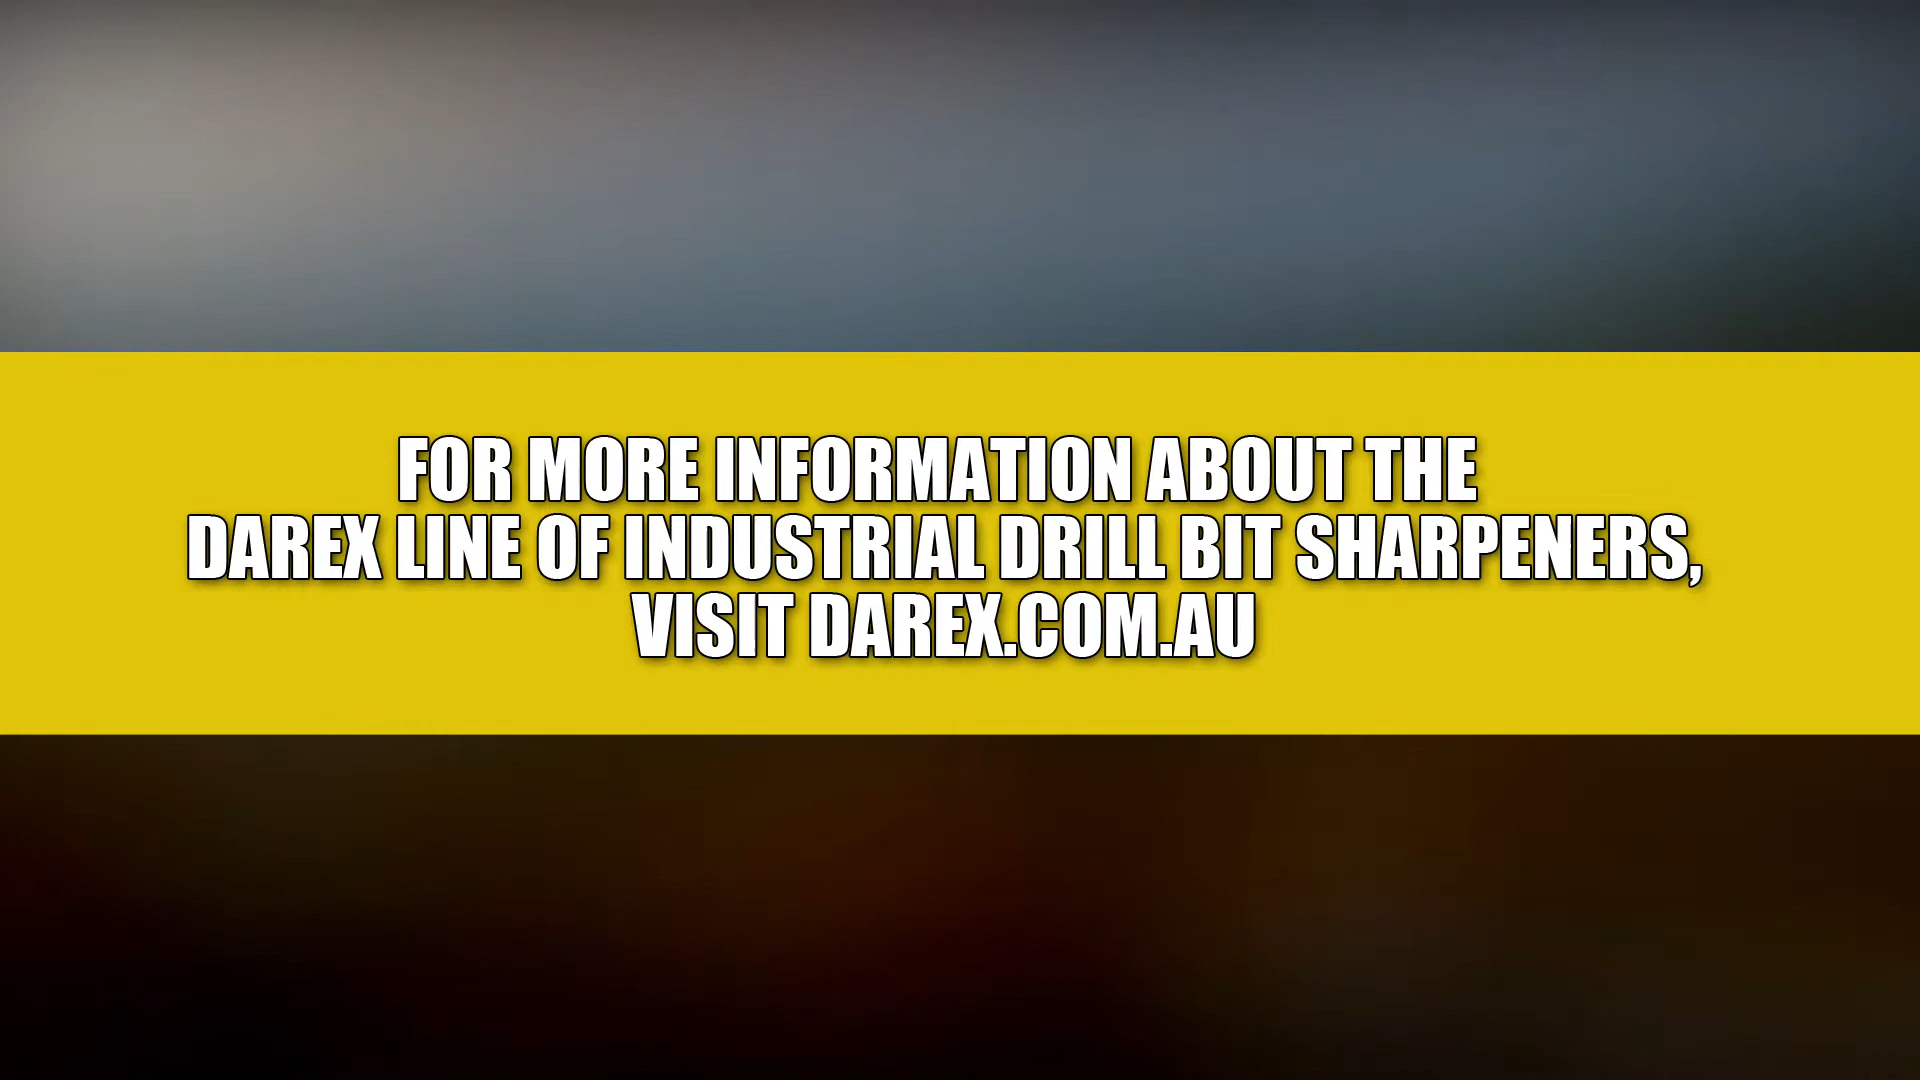 FOR MORE INFORMATION ABOUT THE
DAREX LINE OF INDUSTRIAL DRILL BIT SHARPENERS,
VISIT DAREX.COM.AU